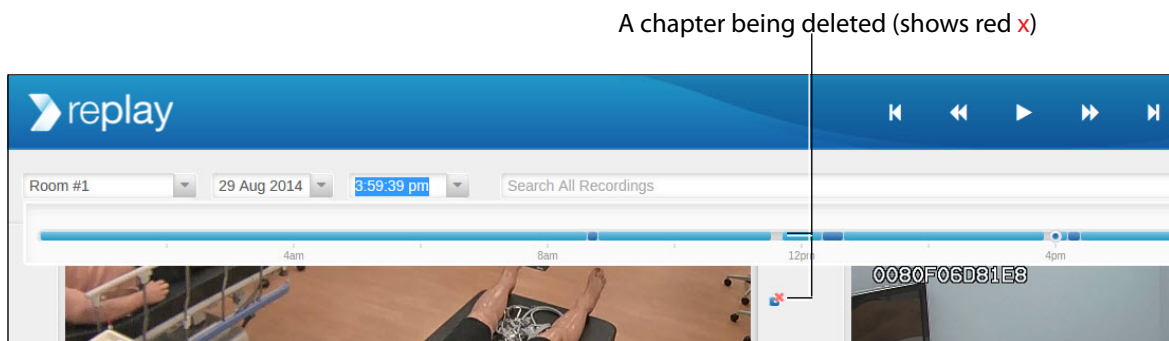 A chapter being deleted (shows red x)
replay
Room #1 29 Aug 2014 3:59:39 pm Search All Recordings
4am 8am 12pm 4pm
0080F06D81E8